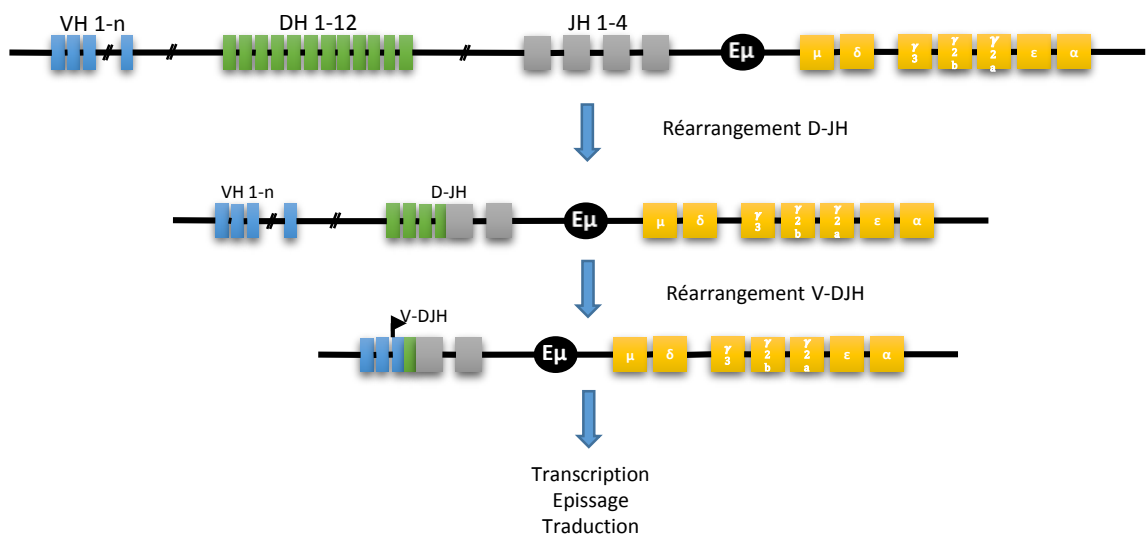 VH 1-n DH 1-12 JH 1-4
Eμ μ δ γ3 γ2b γ2a ε α
Réarrangement D-JH
VH 1-n D-JH
Eμ μ δ γ3 γ2b γ2a ε α
Réarrangement V-DJH
V-DJH
Eμ μ δ γ3 γ2b γ2a ε α
Transcription
Epissage
Traduction